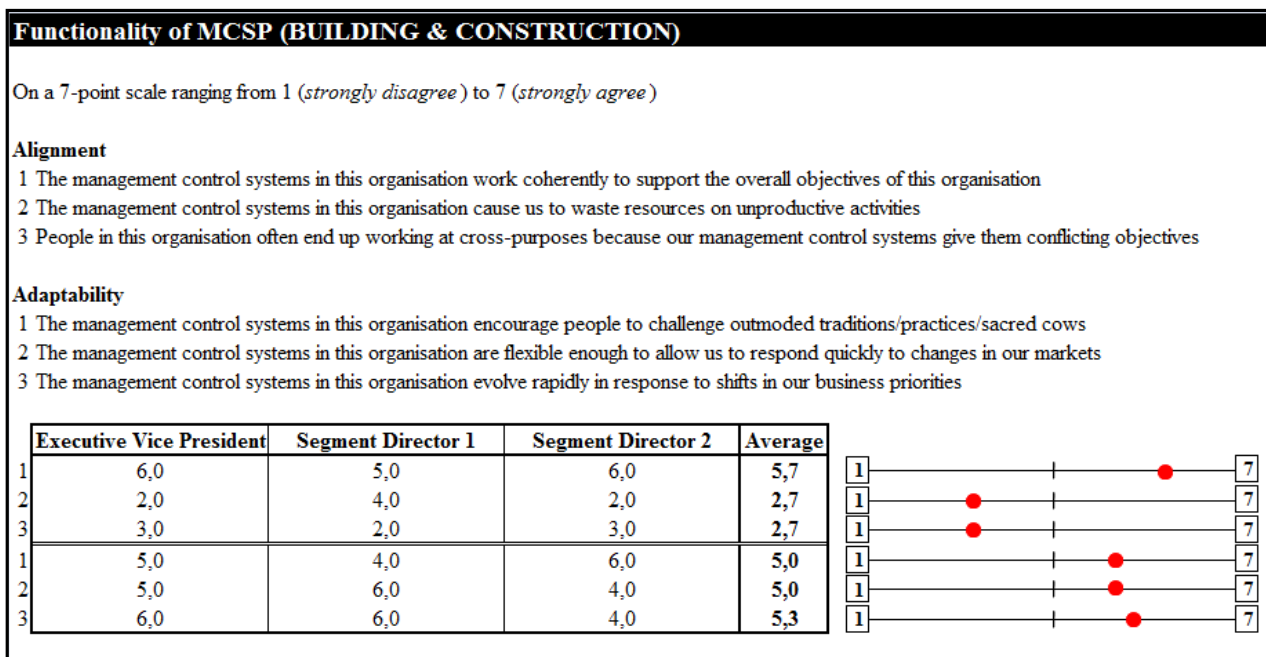 Functionality of MCSP (BUILDING & CONSTRUCTION)
On a 7-point scale ranging from 1 (strongly disagree) to 7 (strongly agree)
Alignment
1 The management control systems in this organisation work coherently to support the overall objectives of this organisation
2 The management control systems in this organisation cause us to waste resources on unproductive activities
3 People in this organisation often end up working at cross-purposes because our management control systems give them conflicting objectives
Adaptability
1 The management control systems in this organisation encourage people to challenge outmoded traditions/practices/sacred cows
2 The management control systems in this organisation are flexible enough to allow us to respond quickly to changes in our markets
3 The management control systems in this organisation evolve rapidly in response to shifts in our business priorities
Executive Vice President Segment Director 1 Segment Director 2 Average
1 6,0 5,0 6,0 5,7 1 7
2 2,0 4,0 2,0 2,7 1 7
3 3,0 2,0 3,0 2,7 1 7
1 5,0 4,0 6,0 5,0 1 7
2 5,0 6,0 4,0 5,0 1 7
3 6,0 6,0 4,0 5,3 1 7